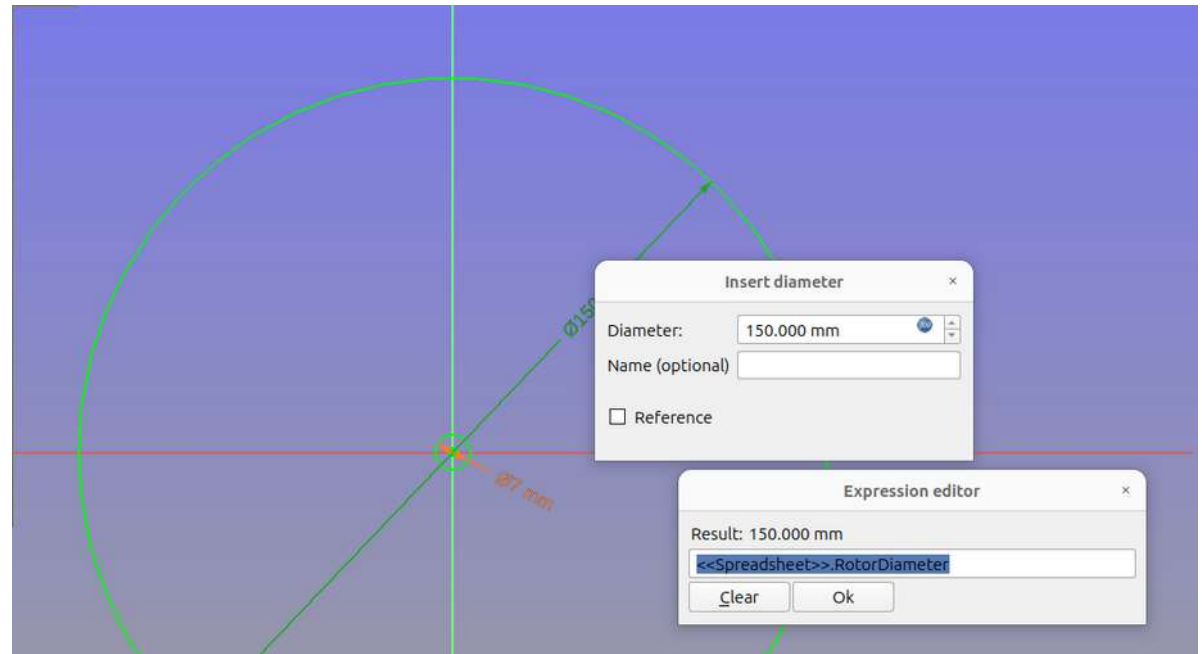 Insert diameter
×
Diameter:
150.000 mm
Name (optional)
Reference
Ø150
Ø7 mm
Expression editor
×
Result: 150.000 mm
<<Spreadsheet>>.RotorDiameter
Clear
Ok